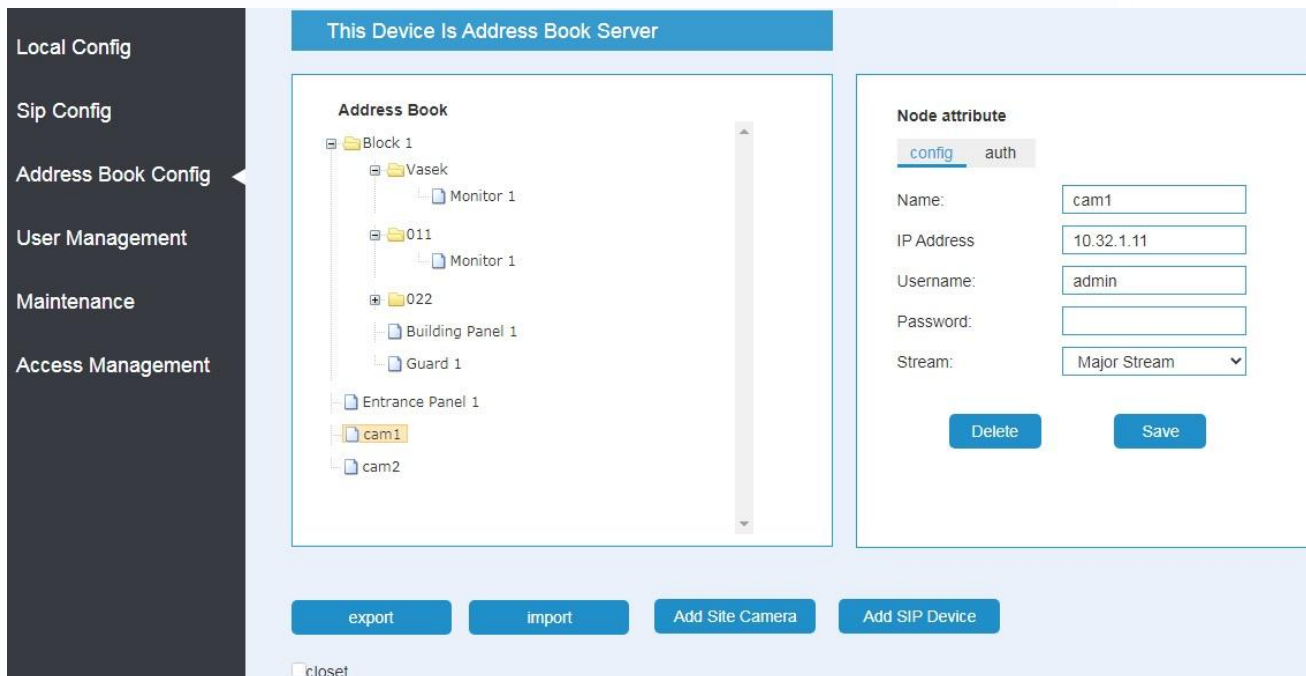 Local Config
Sip Config
Address Book Config
User Management
Maintenance
Access Management
This Device Is Address Book Server
Address Book
Block 1
Vasek
Monitor 1
011
Monitor 1
022
Building Panel 1
Guard 1
Entrance Panel 1
cam1
cam2
Node attribute
config auth
Name: cam1
IP Address 10.32.1.11
Username: admin
Password:
Stream: Major Stream
Delete Save
export import Add Site Camera Add SIP Device
closet